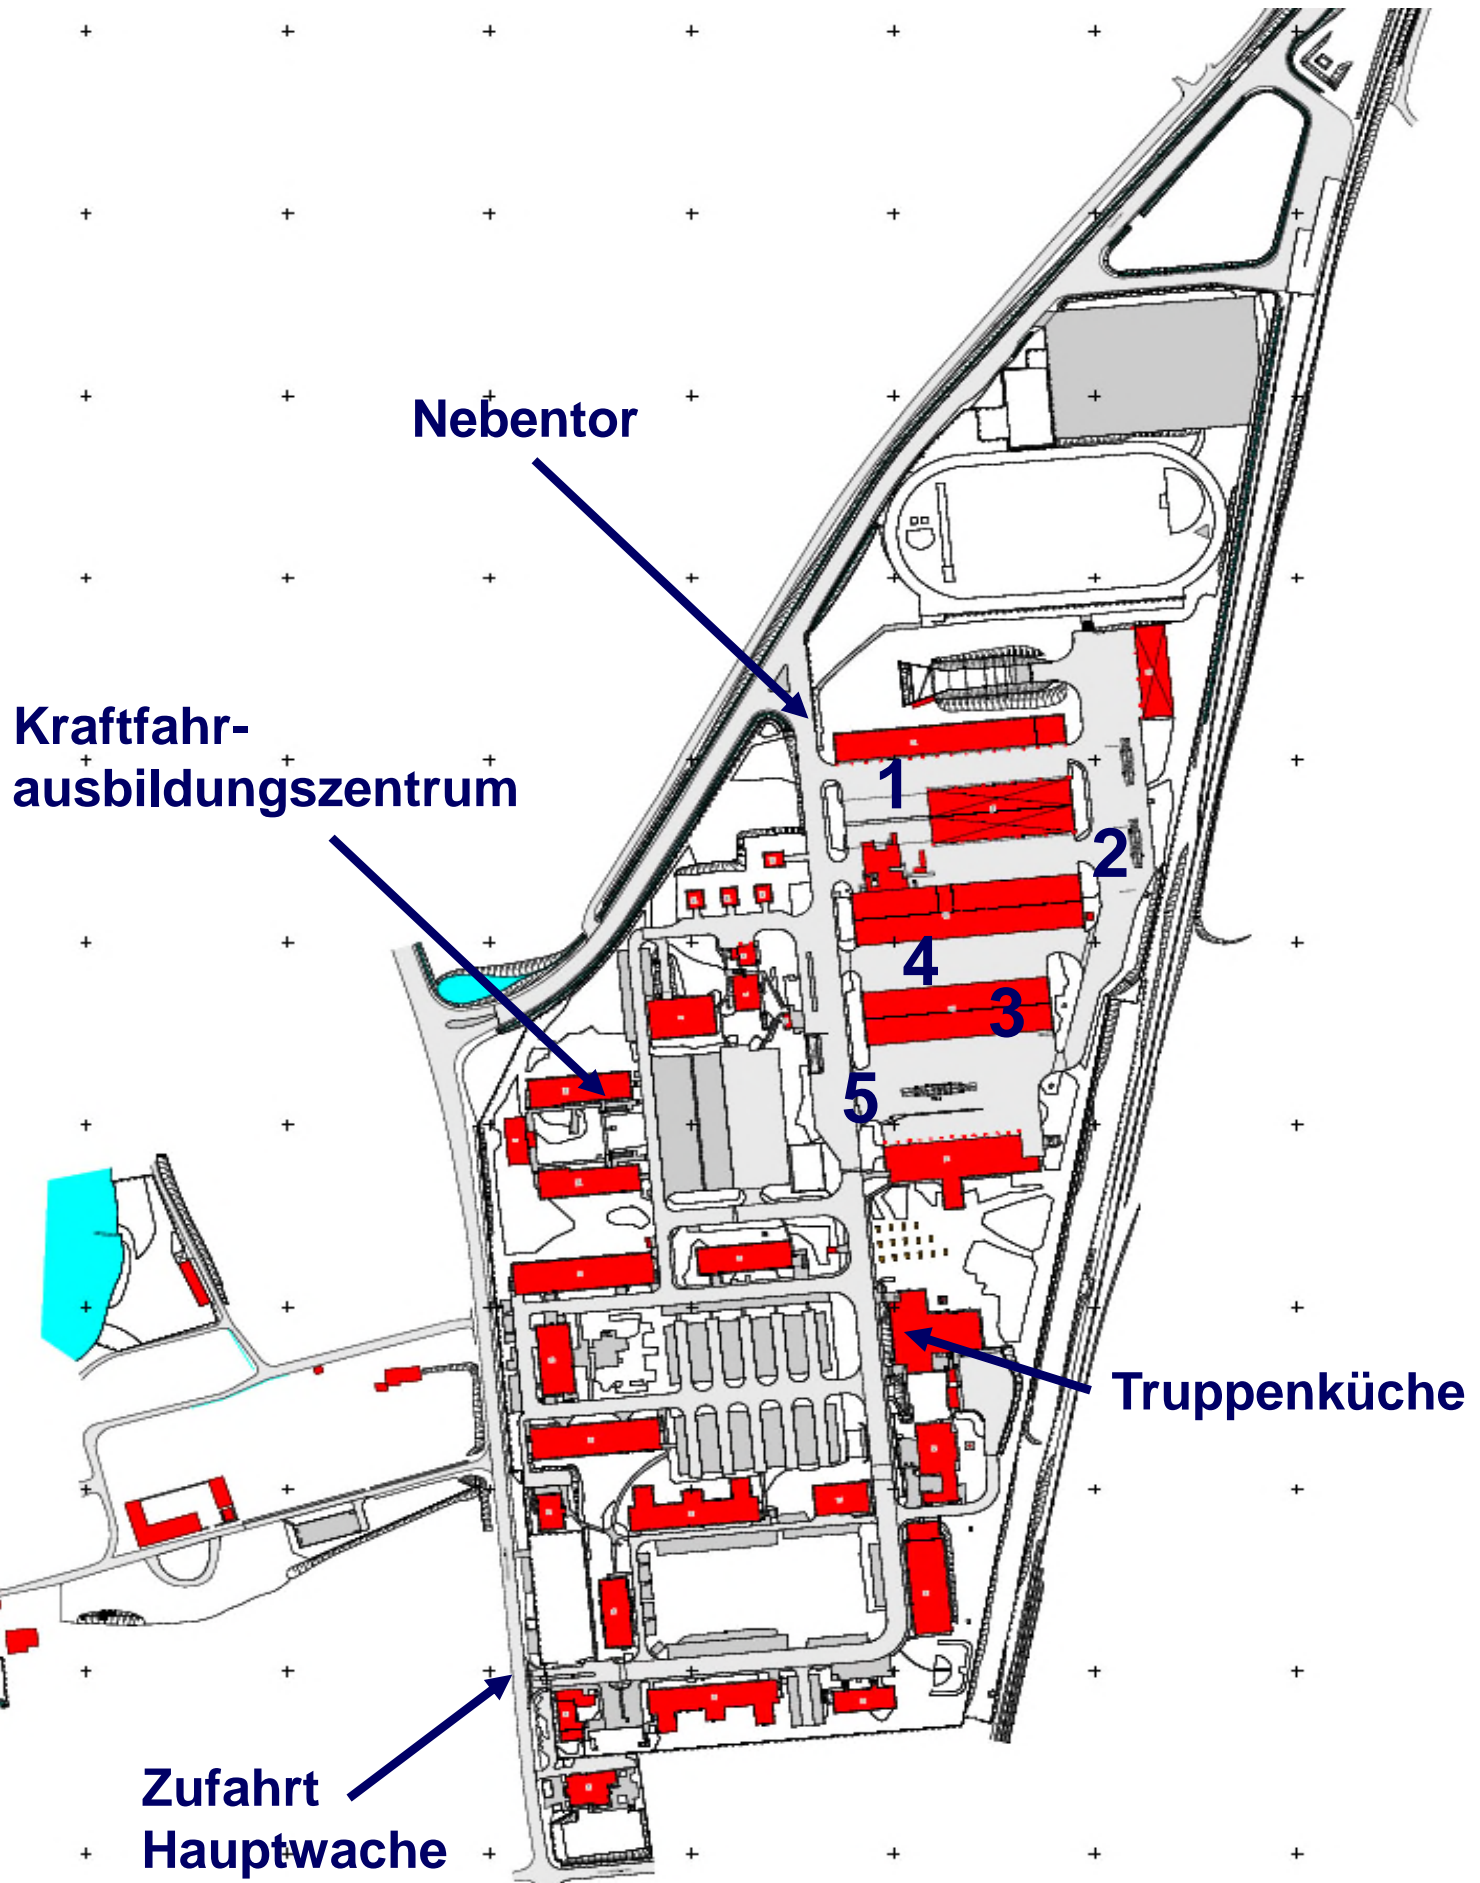 Nebentor
Kraftfahr-
ausbildungszentrum
1
2
4
3
5
Truppenküche
Zufahrt
Hauptwache